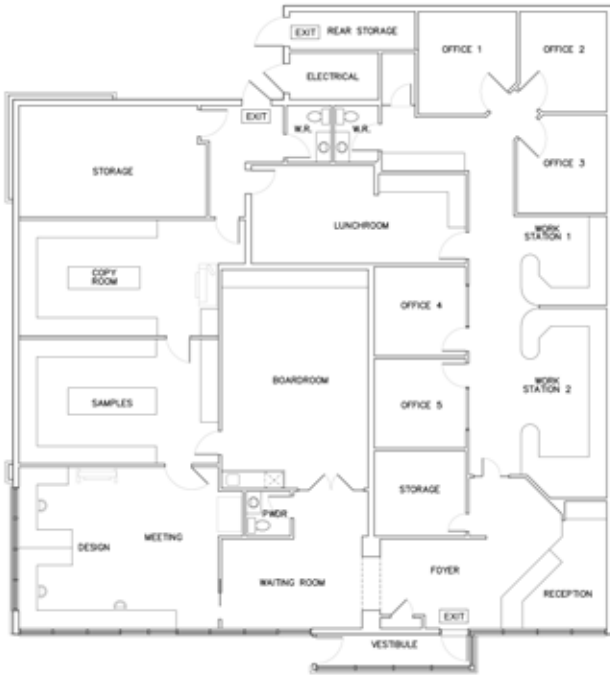 EXIT
REAR STORAGE
OFFICE 1
OFFICE 2
ELECTRICAL
EXIT
W.R.
W.R.
STORAGE
OFFICE 3
LUNCHROOM
WORK
STATION 1
COPY
ROOM
OFFICE 4
BOARDROOM
WORK
STATION 2
SAMPLES
OFFICE 5
STORAGE
PWDR
MEETING
DESIGN
WAITING ROOM
FOYER
RECEPTION
EXIT
VESTIBULE